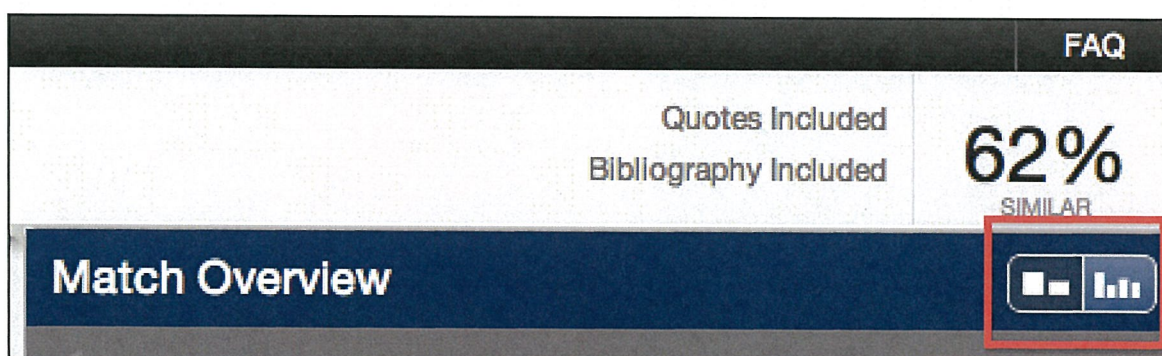 FAQ
Quotes Included
Bibliography Included
62%
SIMILAR
Match Overview